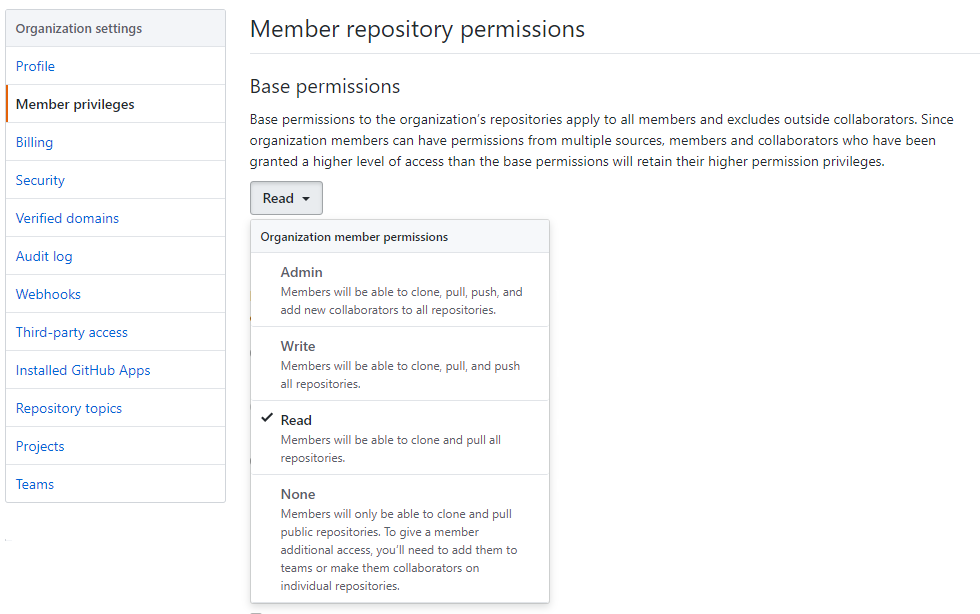 Organization settings
Profile
Member privileges
Billing
Security
Verified domains
Audit log
Webhooks
Third-party access
Installed GitHub Apps
Repository topics
Projects
Teams
Member repository permissions
Base permissions
Base permissions to the organization’s repositories apply to all members and excludes outside collaborators. Since
organization members can have permissions from multiple sources, members and collaborators who have been
granted a higher level of access than the base permissions will retain their higher permission privileges.
Read
Organization member permissions
Admin
Members will be able to clone, pull, push, and
add new collaborators to all repositories.
Write
Members will be able to clone, pull, and push
all repositories.
Read
Members will be able to clone and pull all
repositories.
None
Members will only be able to clone and pull
public repositories. To give a member
additional access, you’ll need to add them to
teams or make them collaborators on
individual repositories.